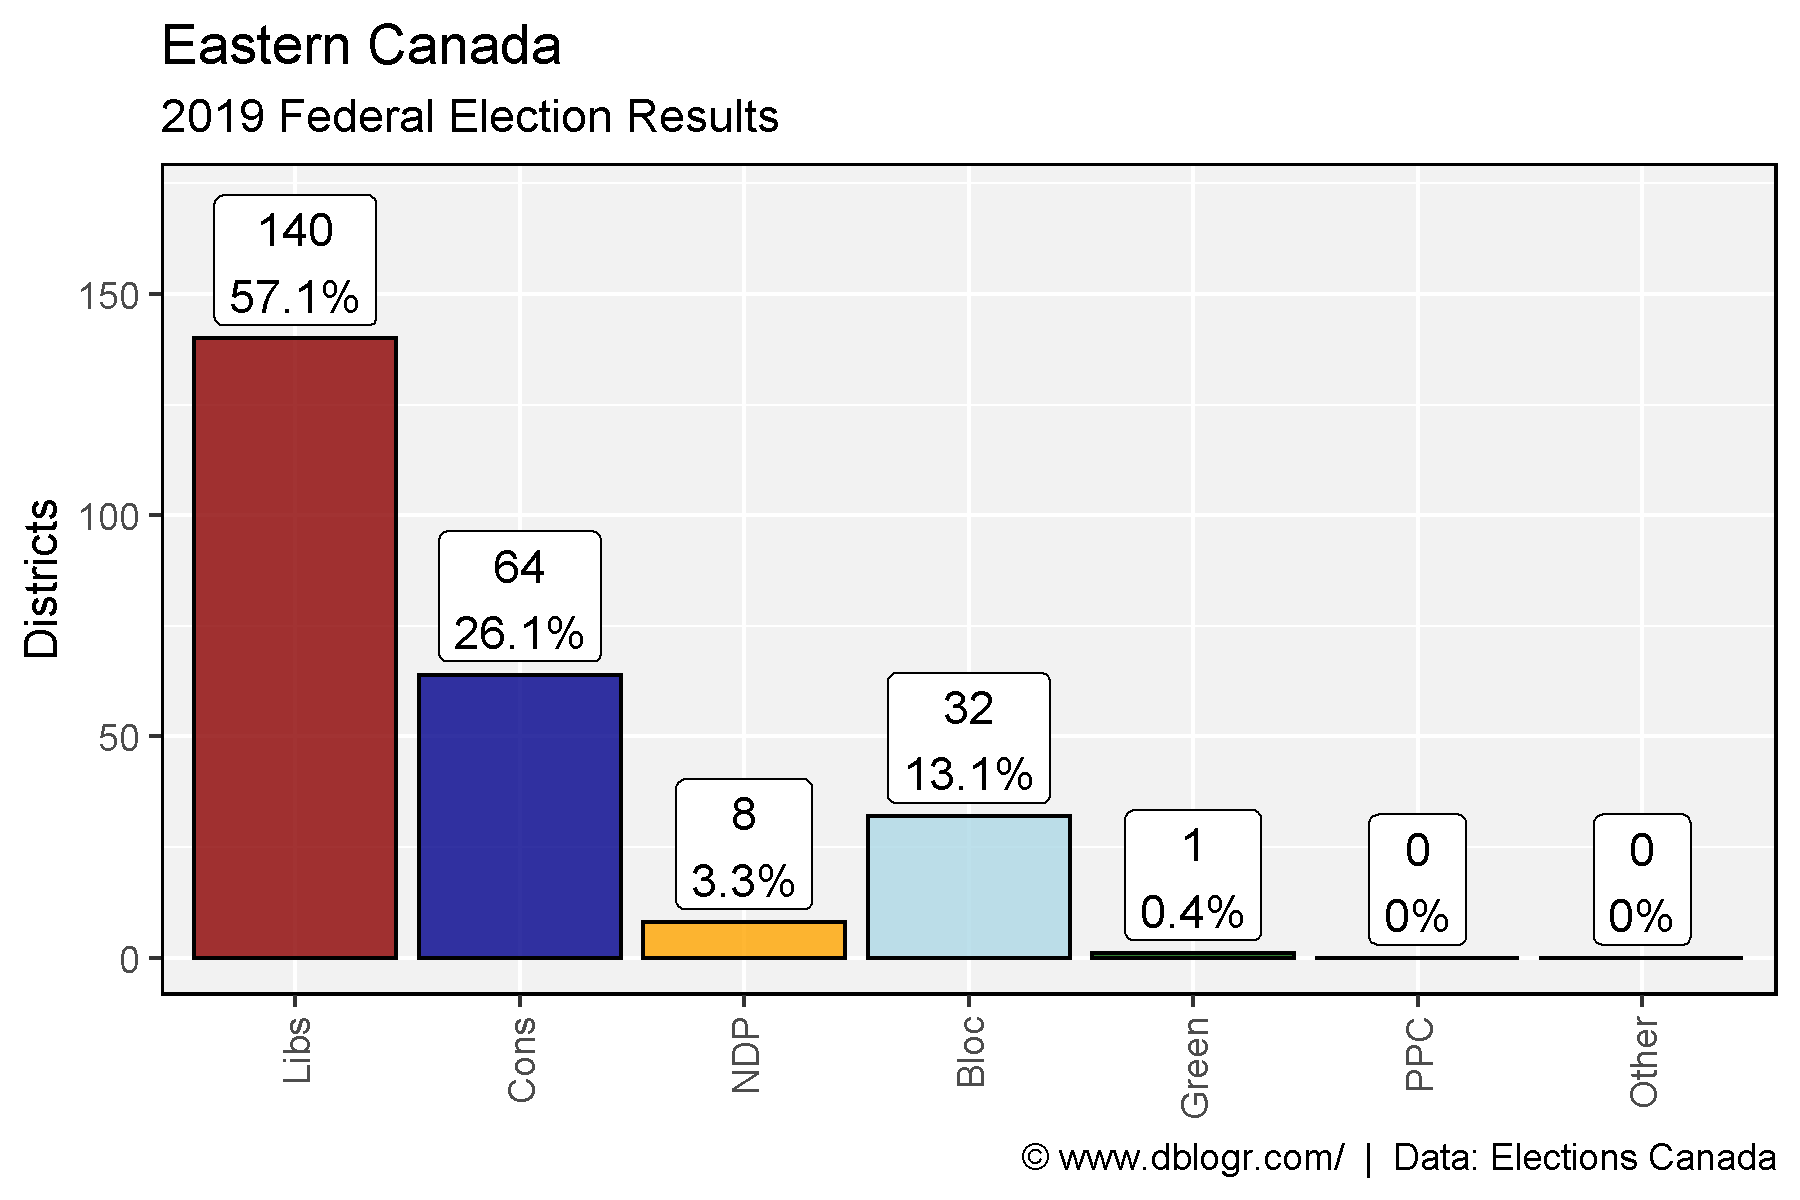 Eastern Canada
2019 Federal Election Results
140
57.1%
64
26.1%
8
3.3%
32
13.1%
1
0.4%
0
0%
0
0%
Districts
150
100
50
0
Libs
Cons
NDP
Bloc
Green
PPC
Other
© www.dblogr.com/ | Data: Elections Canada